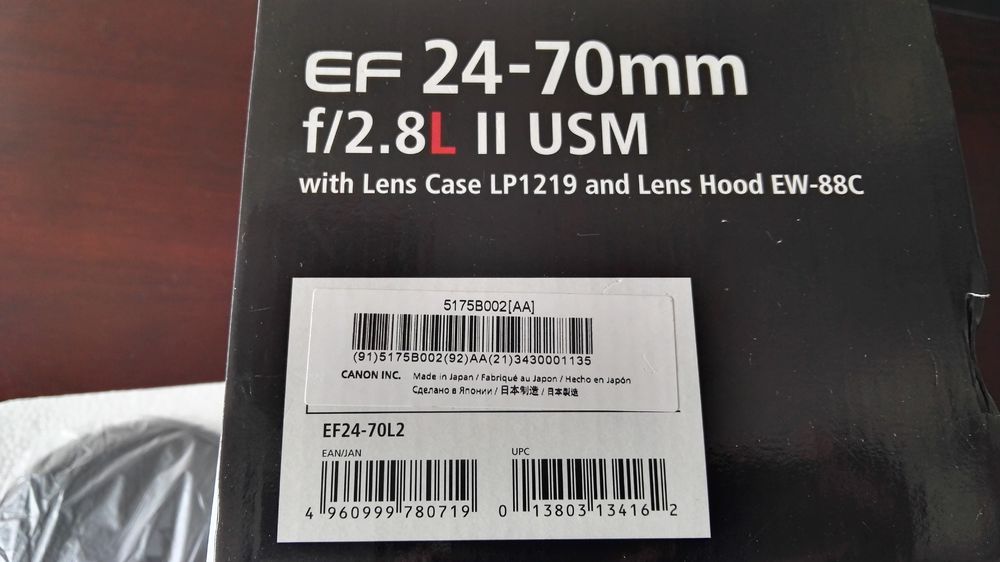 EF 24-70mm
f/2.8L II USM
with Lens Case LP1219 and Lens Hood EW-88C
5175B002[AA]
(91)5175B002(92)AA(21)3430001135
CANON INC. Made in Japan / Fabriqué au Japon / Hecho en Japón
Сделано в Японии / 日本制造 / 日本製造
EF24-70L2
EAN/JAN
4 960999 780719
UPC
0 13803 13416 2